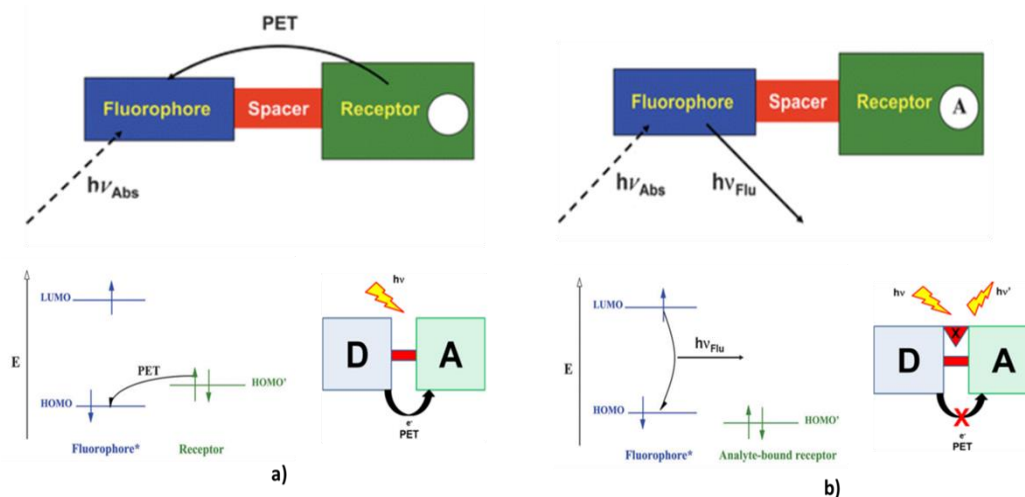 PET
Fluorophore
Spacer
Receptor
hνAbs
LUMO
E
PET
HOMO'
HOMO
Fluorophore*
Receptor
hν
D
A
e-
PET
a)
Fluorophore
Spacer
Receptor
A
hνAbs
hνFlu
LUMO
hνFlu
E
HOMO
HOMO'
Fluorophore*
Analyte-bound receptor
hν
hν'
X
D
A
X
e-
PET
b)